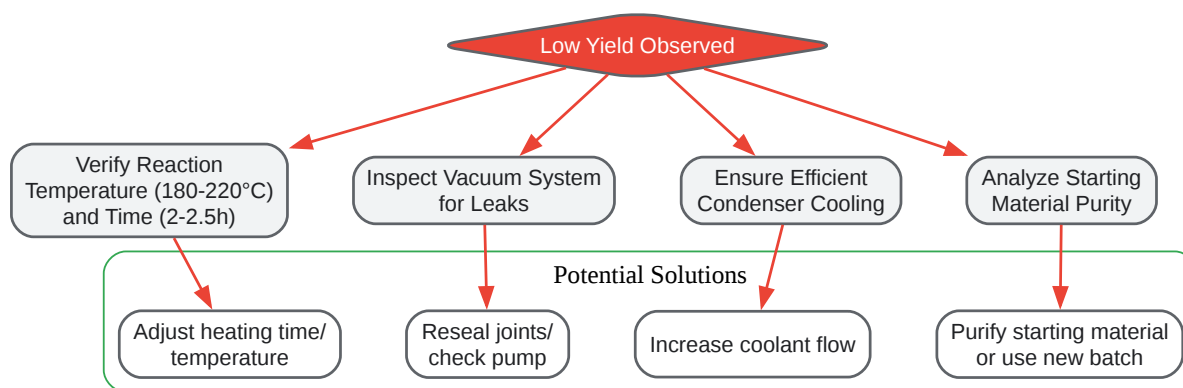 Low Yield Observed
Verify Reaction
Temperature (180-220°C)
and Time (2-2.5h)
Inspect Vacuum System
for Leaks
Ensure Efficient
Condenser Cooling
Analyze Starting
Material Purity
Potential Solutions
Adjust heating time/
temperature
Reseal joints/
check pump
Increase coolant flow
Purify starting material
or use new batch